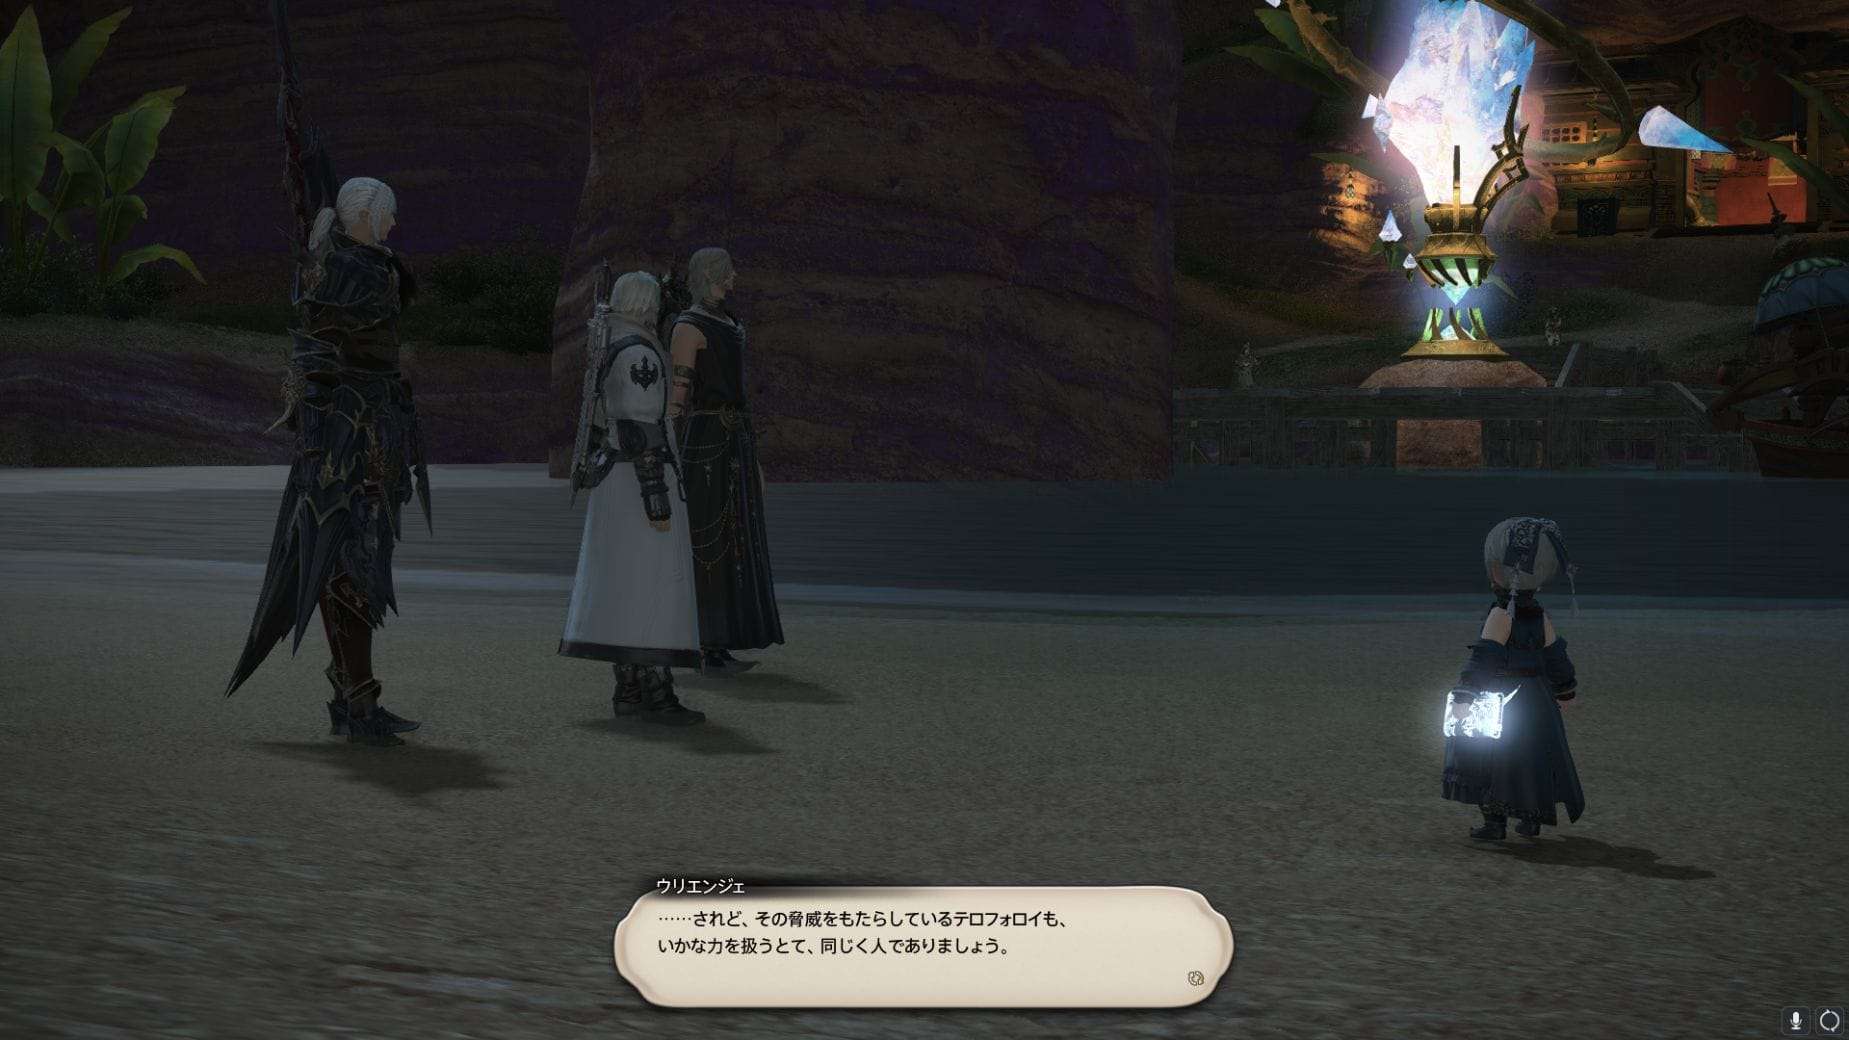 ウリエンジェ
……されど、その脅威をもたらしているテロフォロイも、
いかな力を扱うとて、同じく人でありましょう。